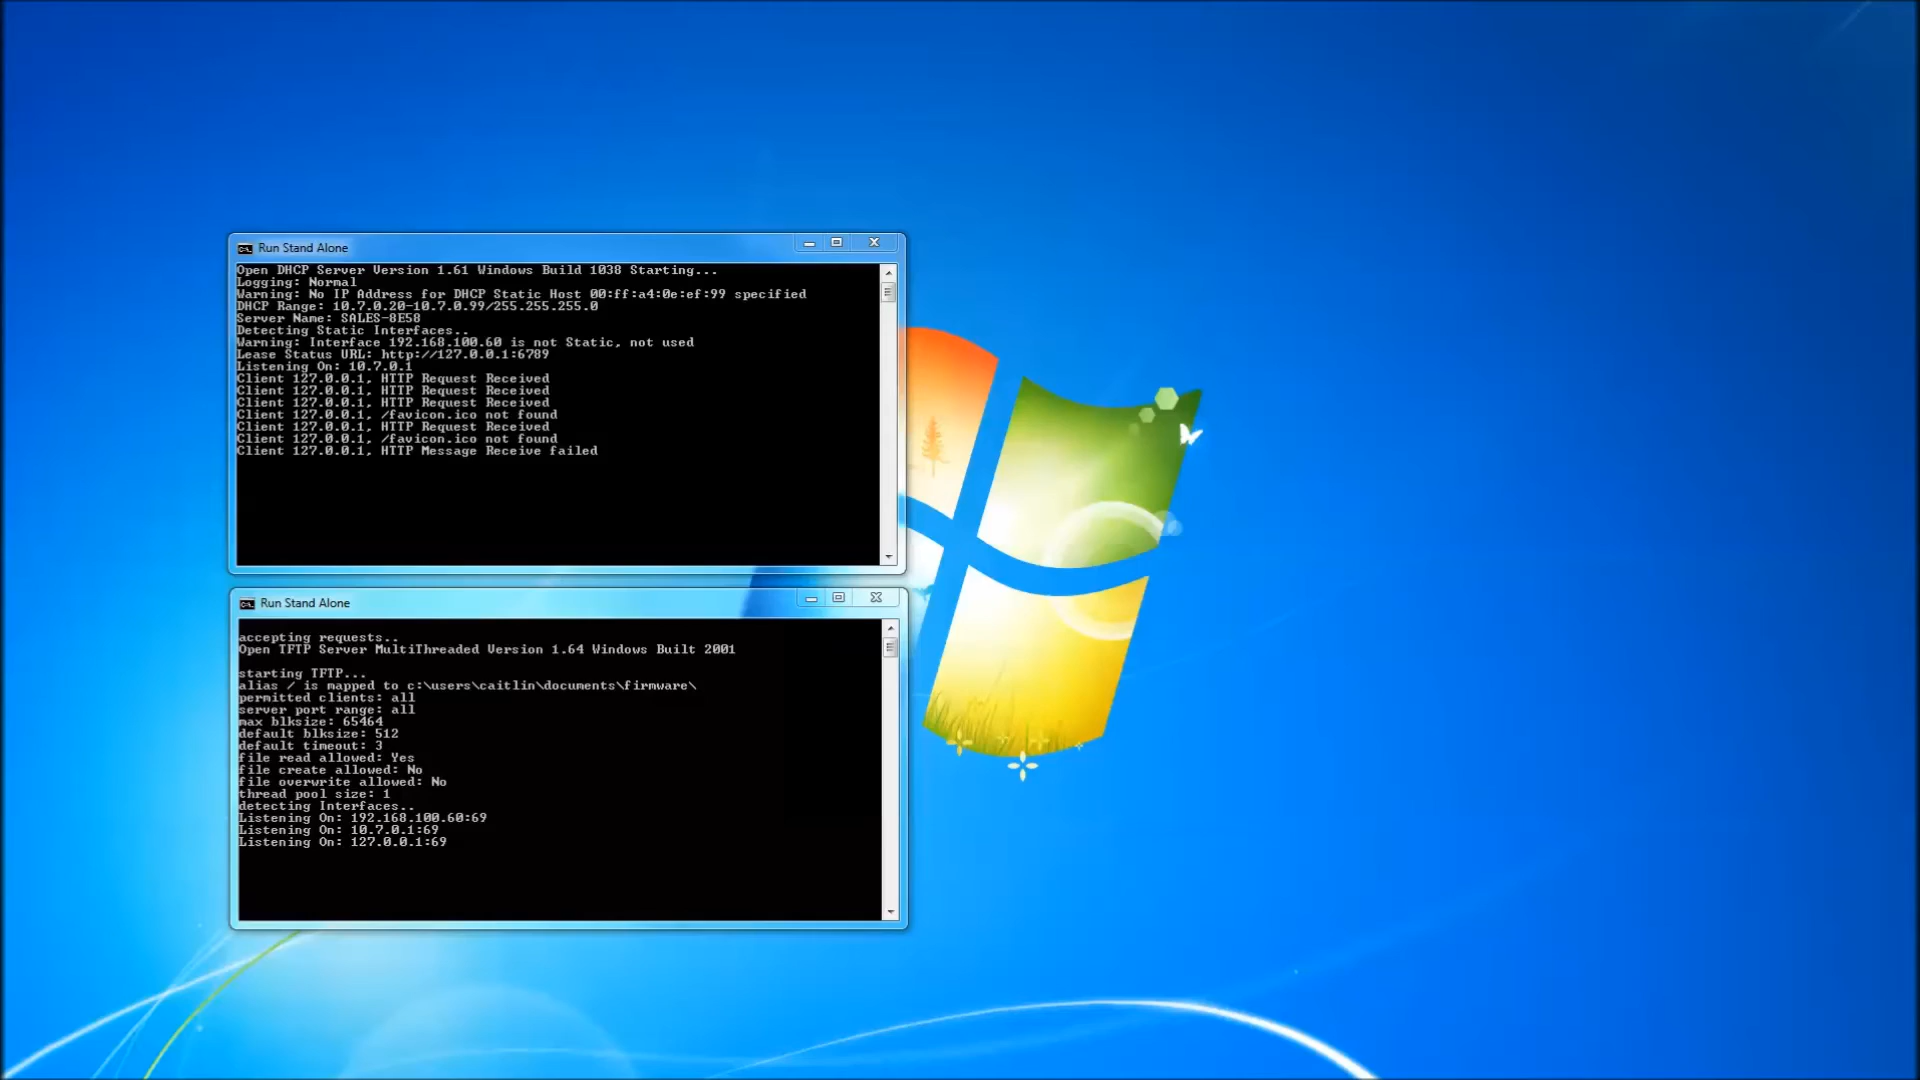 Run Stand Alone
Open DHCP Server Version 1.61 Windows Build 1038 Starting...
Logging: Normal
Warning: No IP Address for DHCP Static Host 00:ff:a4:0e:ef:99 specified
DHCP Range: 10.7.0.20-10.7.0.99/255.255.255.0
Server Name: SALES-8E58
Detecting Static Interfaces..
Warning: Interface 192.168.100.60 is not Static, not used
Lease Status URL: http://127.0.0.1:6789
Listening On: 10.7.0.1
Client 127.0.0.1, HTTP Request Received
Client 127.0.0.1, HTTP Request Received
Client 127.0.0.1, HTTP Request Received
Client 127.0.0.1, /favicon.ico not found
Client 127.0.0.1, HTTP Request Received
Client 127.0.0.1, /favicon.ico not found
Client 127.0.0.1, HTTP Message Receive failed
Run Stand Alone
accepting requests..
Open TFTP Server MultiThreaded Version 1.64 Windows Built 2001
starting TFTP...
alias / is mapped to c:\users\caitlin\documents\firmware\
permitted clients: all
server port range: all
max blksize: 65464
default blksize: 512
default timeout: 3
file read allowed: Yes
file create allowed: No
file overwrite allowed: No
thread pool size: 1
detecting Interfaces..
Listening On: 192.168.100.60:69
Listening On: 10.7.0.1:69
Listening On: 127.0.0.1:69